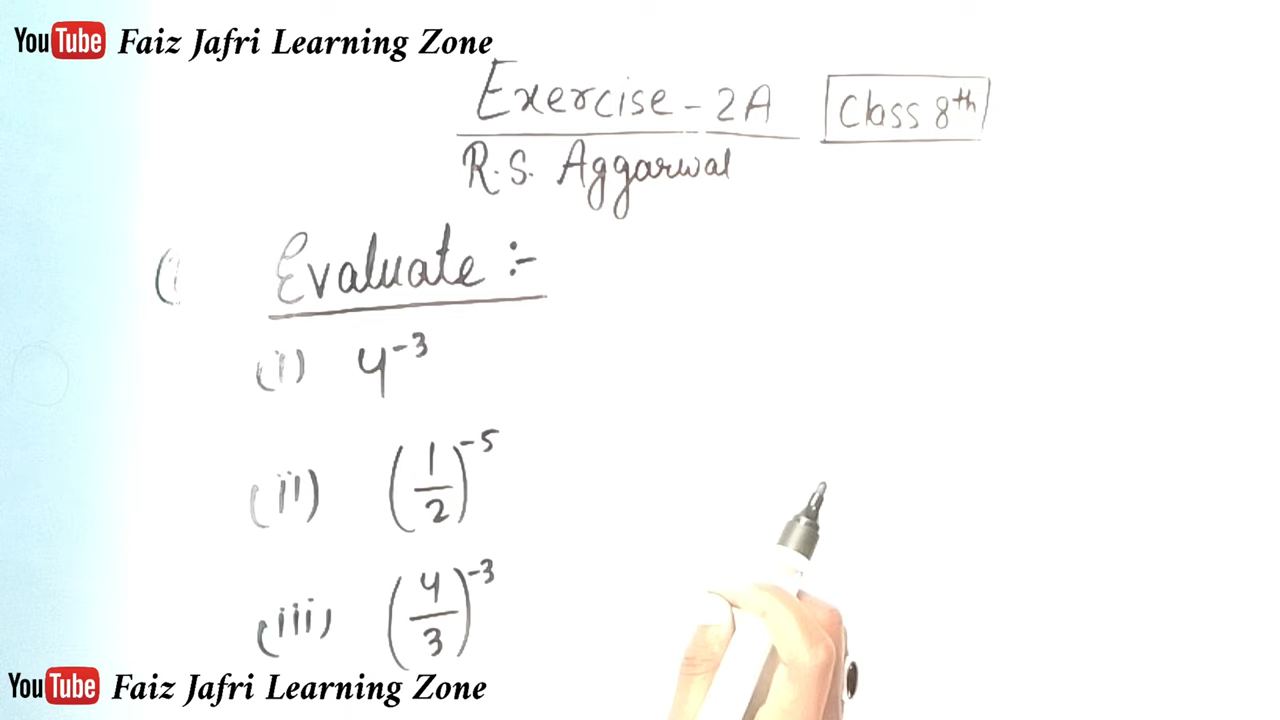 YouTube Faiz Jafri Learning Zone
Exercise - 2A Class 8th
R.S. Aggarwal
(1 Evaluate :-
(i) 4⁻³
(ii) (1/2)⁻⁵
(iii) (4/3)⁻³
YouTube Faiz Jafri Learning Zone